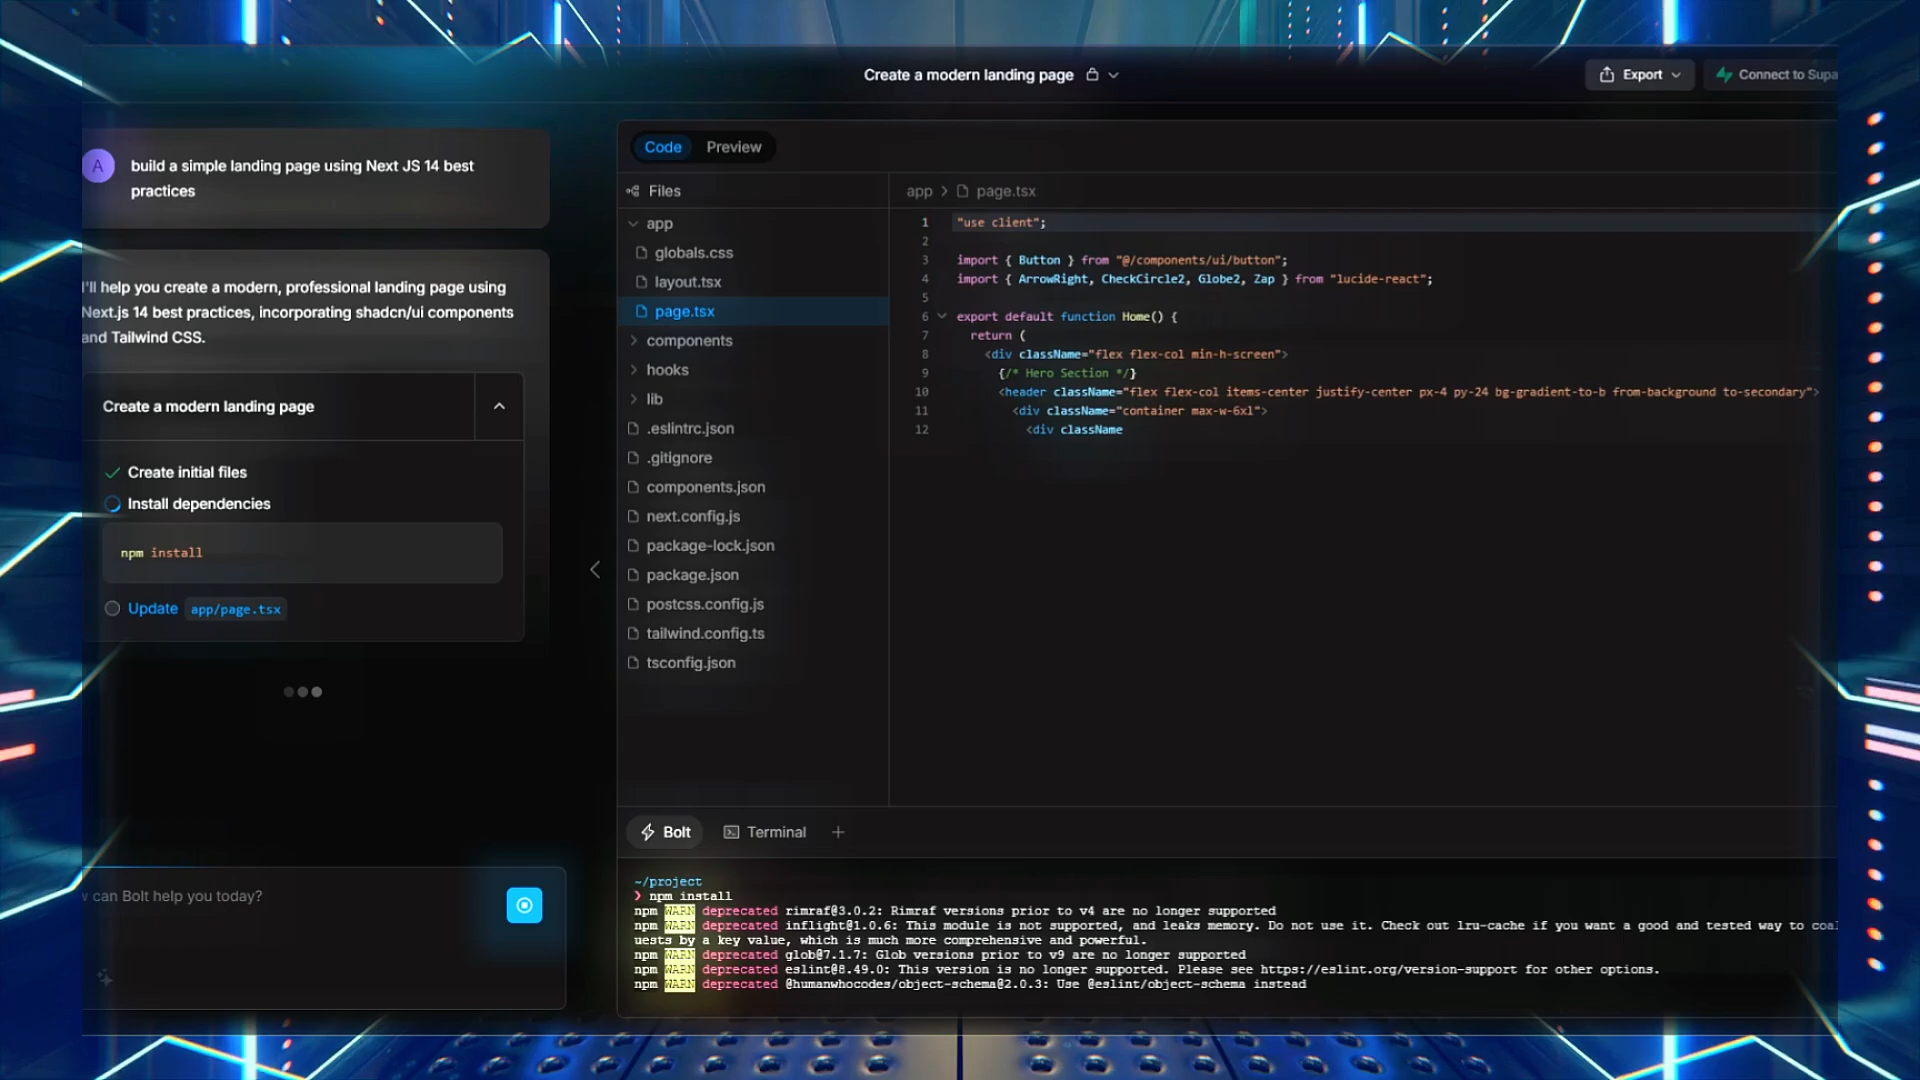 Create a modern landing page
Export
Connect to Supa
A
build a simple landing page using Next JS 14 best
practices
I'll help you create a modern, professional landing page using
Next.js 14 best practices, incorporating shadcn/ui components
and Tailwind CSS.
Create a modern landing page
Create initial files
Install dependencies
npm install
Update app/page.tsx
can Bolt help you today?
Code Preview
Files
app
globals.css
layout.tsx
page.tsx
components
hooks
lib
.eslintrc.json
.gitignore
components.json
next.config.js
package-lock.json
package.json
postcss.config.js
tailwind.config.ts
tsconfig.json
app > page.tsx
1 "use client";
2
3 import { Button } from "@/components/ui/button";
4 import { ArrowRight, CheckCircle2, Globe2, Zap } from "lucide-react";
5
6 export default function Home() {
7 return (
8 <div className="flex flex-col min-h-screen">
9 {/* Hero Section */}
10 <header className="flex flex-col items-center justify-center px-4 py-24 bg-gradient-to-b from-background to-secondary">
11 <div className="container max-w-6xl">
12 <div className
Bolt Terminal +
~/project
❯ npm install
npm WARN deprecated rimraf@3.0.2: Rimraf versions prior to v4 are no longer supported
npm WARN deprecated inflight@1.0.6: This module is not supported, and leaks memory. Do not use it. Check out lru-cache if you want a good and tested way to coal
uests by a key value, which is much more comprehensive and powerful.
npm WARN deprecated glob@7.1.7: Glob versions prior to v9 are no longer supported
npm WARN deprecated eslint@8.49.0: This version is no longer supported. Please see https://eslint.org/version-support for other options.
npm WARN deprecated @humanwhocodes/object-schema@2.0.3: Use @eslint/object-schema instead